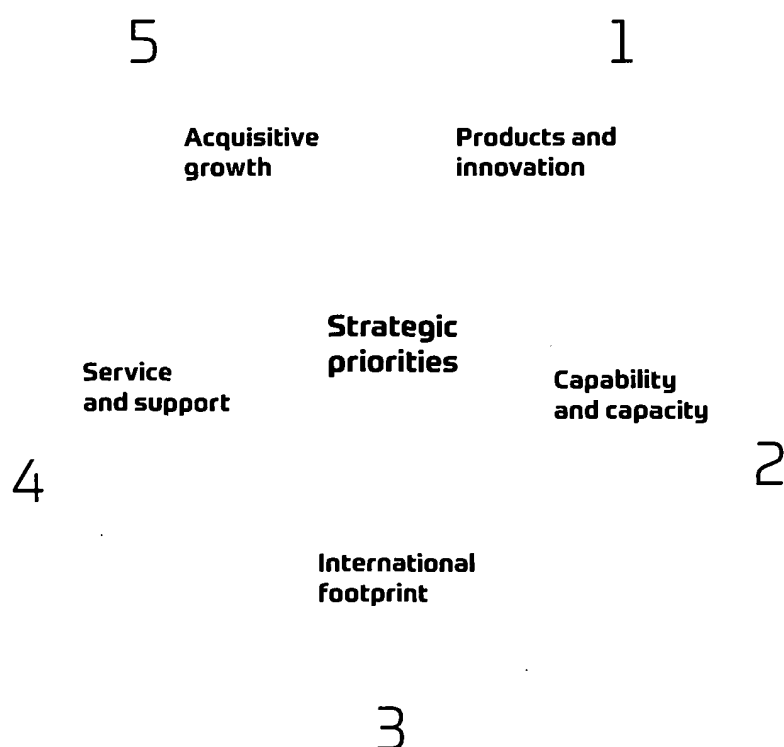 5
1
Acquisitive
growth
Products and
innovation
Strategic
priorities
Service
and support
Capability
and capacity
4
2
International
footprint
3